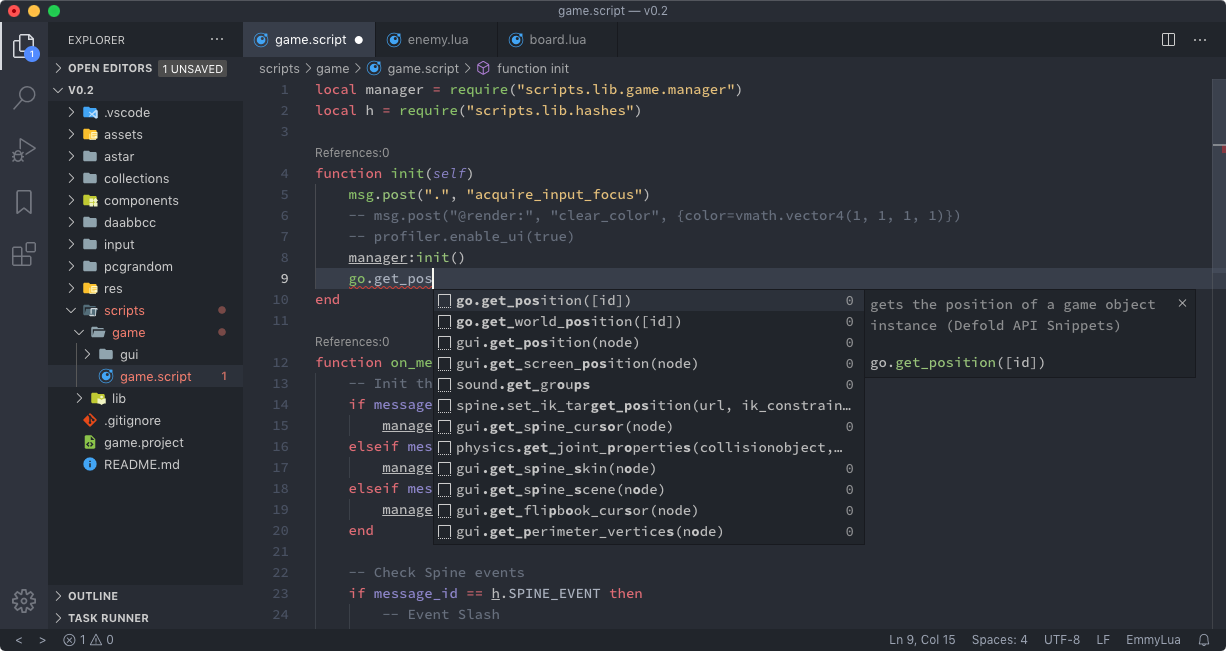 game.script — v0.2
EXPLORER
1
OPEN EDITORS 1 UNSAVED
V0.2
.vscode
assets
astar
collections
components
daabbcc
input
pcgrandom
res
scripts
game
gui
game.script 1
lib
.gitignore
game.project
README.md
OUTLINE
TASK RUNNER
game.script
enemy.lua
board.lua
scripts > game > game.script > function init
1 local manager = require("scripts.lib.game.manager")
2 local h = require("scripts.lib.hashes")
3
References:0
4 function init(self)
5 msg.post(".", "acquire_input_focus")
6 -- msg.post("@render:", "clear_color", {color=vmath.vector4(1, 1, 1, 1)})
7 -- profiler.enable_ui(true)
8 manager:init()
9 go.get_pos
10 end
11
References:0
12 function on_me
13 -- Init th
14 if message
15 manage
16 elseif mes
17 manage
18 elseif mes
19 manage
20 end
21
22 -- Check Spine events
23 if message_id == h.SPINE_EVENT then
24 -- Event Slash
go.get_position([id]) 0
go.get_world_position([id]) 0
gui.get_position(node) 0
gui.get_screen_position(node) 0
sound.get_groups 0
spine.set_ik_target_position(url, ik_constrain…
gui.get_spine_cursor(node) 0
physics.get_joint_properties(collisionobject,…
gui.get_spine_skin(node) 0
gui.get_spine_scene(node) 0
gui.get_flipbook_cursor(node) 0
gui.get_perimeter_vertices(node) 0
gets the position of a game object
instance (Defold API Snippets)
go.get_position([id])
< > 1 0
Ln 9, Col 15 Spaces: 4 UTF-8 LF EmmyLua